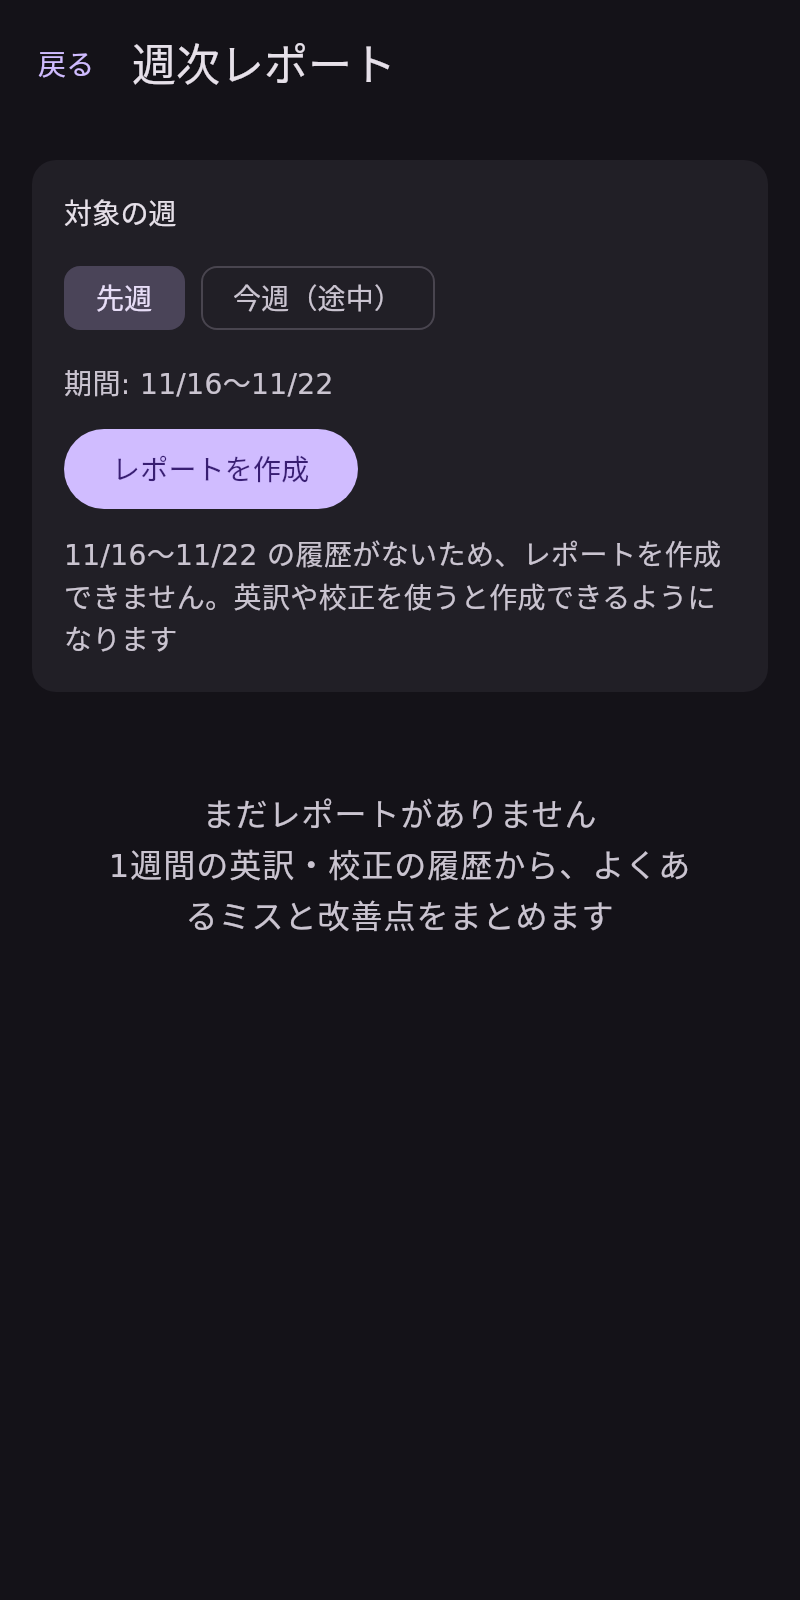 戻る 週次レポート
対象の週
先週 今週（途中）
期間: 11/16〜11/22
レポートを作成
11/16〜11/22 の履歴がないため、レポートを作成
できません。英訳や校正を使うと作成できるように
なります
まだレポートがありません
1週間の英訳・校正の履歴から、よくあ
るミスと改善点をまとめます